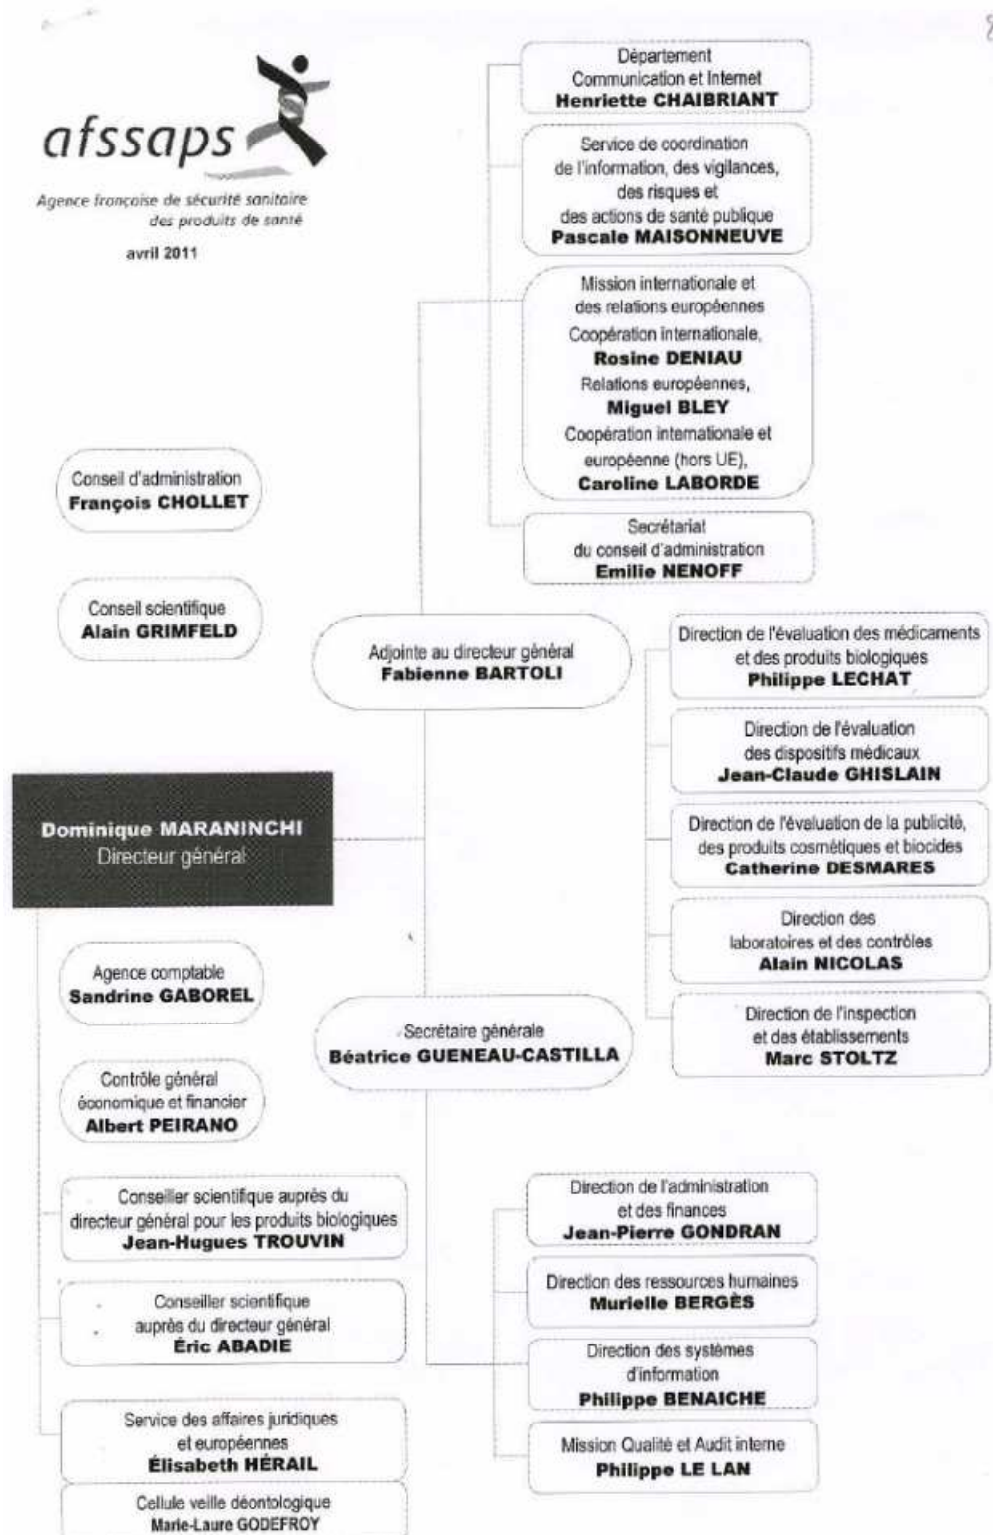 afssaps
Agence française de sécurité sanitaire
des produits de santé
avril 2011
Département
Communication et Internet
Henriette CHAIBRIANT
Service de coordination
de l'information, des vigilances,
des risques et
des actions de santé publique
Pascale MAISONNEUVE
Mission internationale et
des relations européennes
Coopération internationale,
Rosine DENIAU
Relations européennes,
Miguel BLEY
Coopération internationale et
européenne (hors UE),
Caroline LABORDE
Secrétariat
du conseil d'administration
Emilie NENOFF
Conseil d'administration
François CHOLLET
Conseil scientifique
Alain GRIMFELD
Adjointe au directeur général
Fabienne BARTOLI
Direction de l'évaluation des médicaments
et des produits biologiques
Philippe LECHAT
Direction de l'évaluation
des dispositifs médicaux
Jean-Claude GHISLAIN
Direction de l'évaluation de la publicité,
des produits cosmétiques et biocides
Catherine DESMARES
Direction des
laboratoires et des contrôles
Alain NICOLAS
Direction de l'inspection
et des établissements
Marc STOLTZ
Dominique MARANINCHI
Directeur général
Agence comptable
Sandrine GABOREL
Contrôle général
économique et financier
Albert PEIRANO
Conseiller scientifique auprès du
directeur général pour les produits biologiques
Jean-Hugues TROUVIN
Conseiller scientifique
auprès du directeur général
Éric ABADIE
Service des affaires juridiques
et européennes
Élisabeth HÉRAIL
Cellule veille déontologique
Marie-Laure GODEFROY
Secrétaire générale
Béatrice GUENEAU-CASTILLA
Direction de l'administration
et des finances
Jean-Pierre GONDRAN
Direction des ressources humaines
Murielle BERGÈS
Direction des systèmes
d'information
Philippe BENAICHE
Mission Qualité et Audit interne
Philippe LE LAN